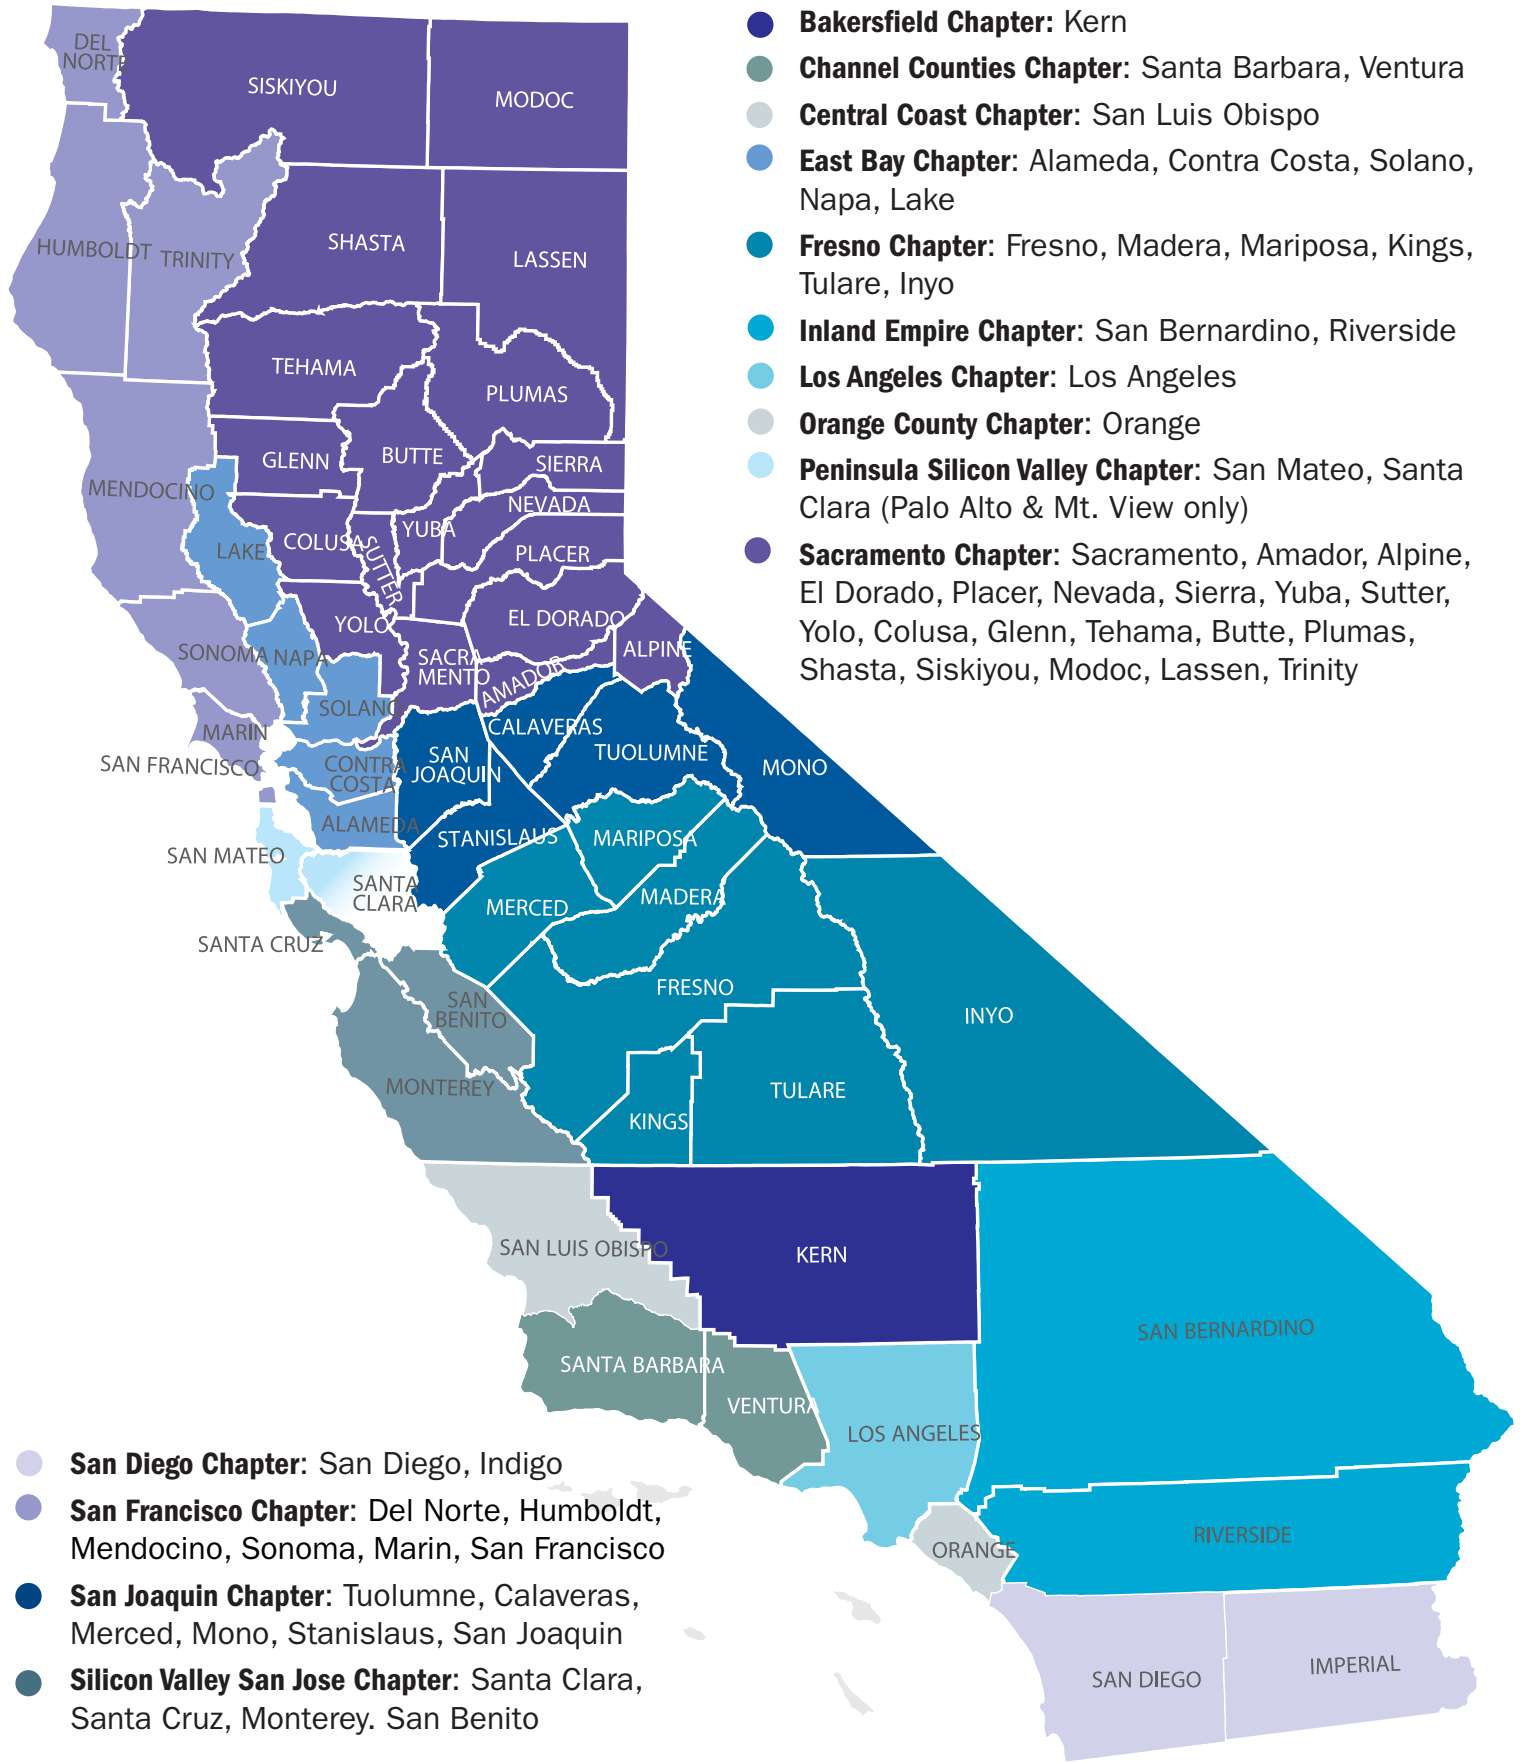 Bakersfield Chapter: Kern
Channel Counties Chapter: Santa Barbara, Ventura
Central Coast Chapter: San Luis Obispo
East Bay Chapter: Alameda, Contra Costa, Solano,
Napa, Lake
Fresno Chapter: Fresno, Madera, Mariposa, Kings,
Tulare, Inyo
Inland Empire Chapter: San Bernardino, Riverside
Los Angeles Chapter: Los Angeles
Orange County Chapter: Orange
Peninsula Silicon Valley Chapter: San Mateo, Santa
Clara (Palo Alto & Mt. View only)
Sacramento Chapter: Sacramento, Amador, Alpine,
El Dorado, Placer, Nevada, Sierra, Yuba, Sutter,
Yolo, Colusa, Glenn, Tehama, Butte, Plumas,
Shasta, Siskiyou, Modoc, Lassen, Trinity
DEL
NORTE
SISKIYOU
MODOC
HUMBOLDT
TRINITY
SHASTA
LASSEN
TEHAMA
PLUMAS
MENDOCINO
GLENN
BUTTE
SIERRA
NEVADA
LAKE
COLUSA
SUTTER
YUBA
PLACER
YOLO
EL DORADO
SONOMA
NAPA
SACRA
MENTO
AMADOR
ALPINE
SOLANO
MARIN
CALAVERAS
TUOLUMNE
SAN FRANCISCO
CONTRA
COSTA
SAN
JOAQUIN
MONO
ALAMEDA
STANISLAUS
MARIPOSA
SAN MATEO
SANTA
CLARA
MERCED
MADERA
SANTA CRUZ
SAN
BENITO
FRESNO
INYO
MONTEREY
KINGS
TULARE
SAN LUIS OBISPO
KERN
SAN BERNARDINO
SANTA BARBARA
VENTURA
LOS ANGELES
ORANGE
RIVERSIDE
SAN DIEGO
IMPERIAL
San Diego Chapter: San Diego, Indigo
San Francisco Chapter: Del Norte, Humboldt,
Mendocino, Sonoma, Marin, San Francisco
San Joaquin Chapter: Tuolumne, Calaveras,
Merced, Mono, Stanislaus, San Joaquin
Silicon Valley San Jose Chapter: Santa Clara,
Santa Cruz, Monterey. San Benito